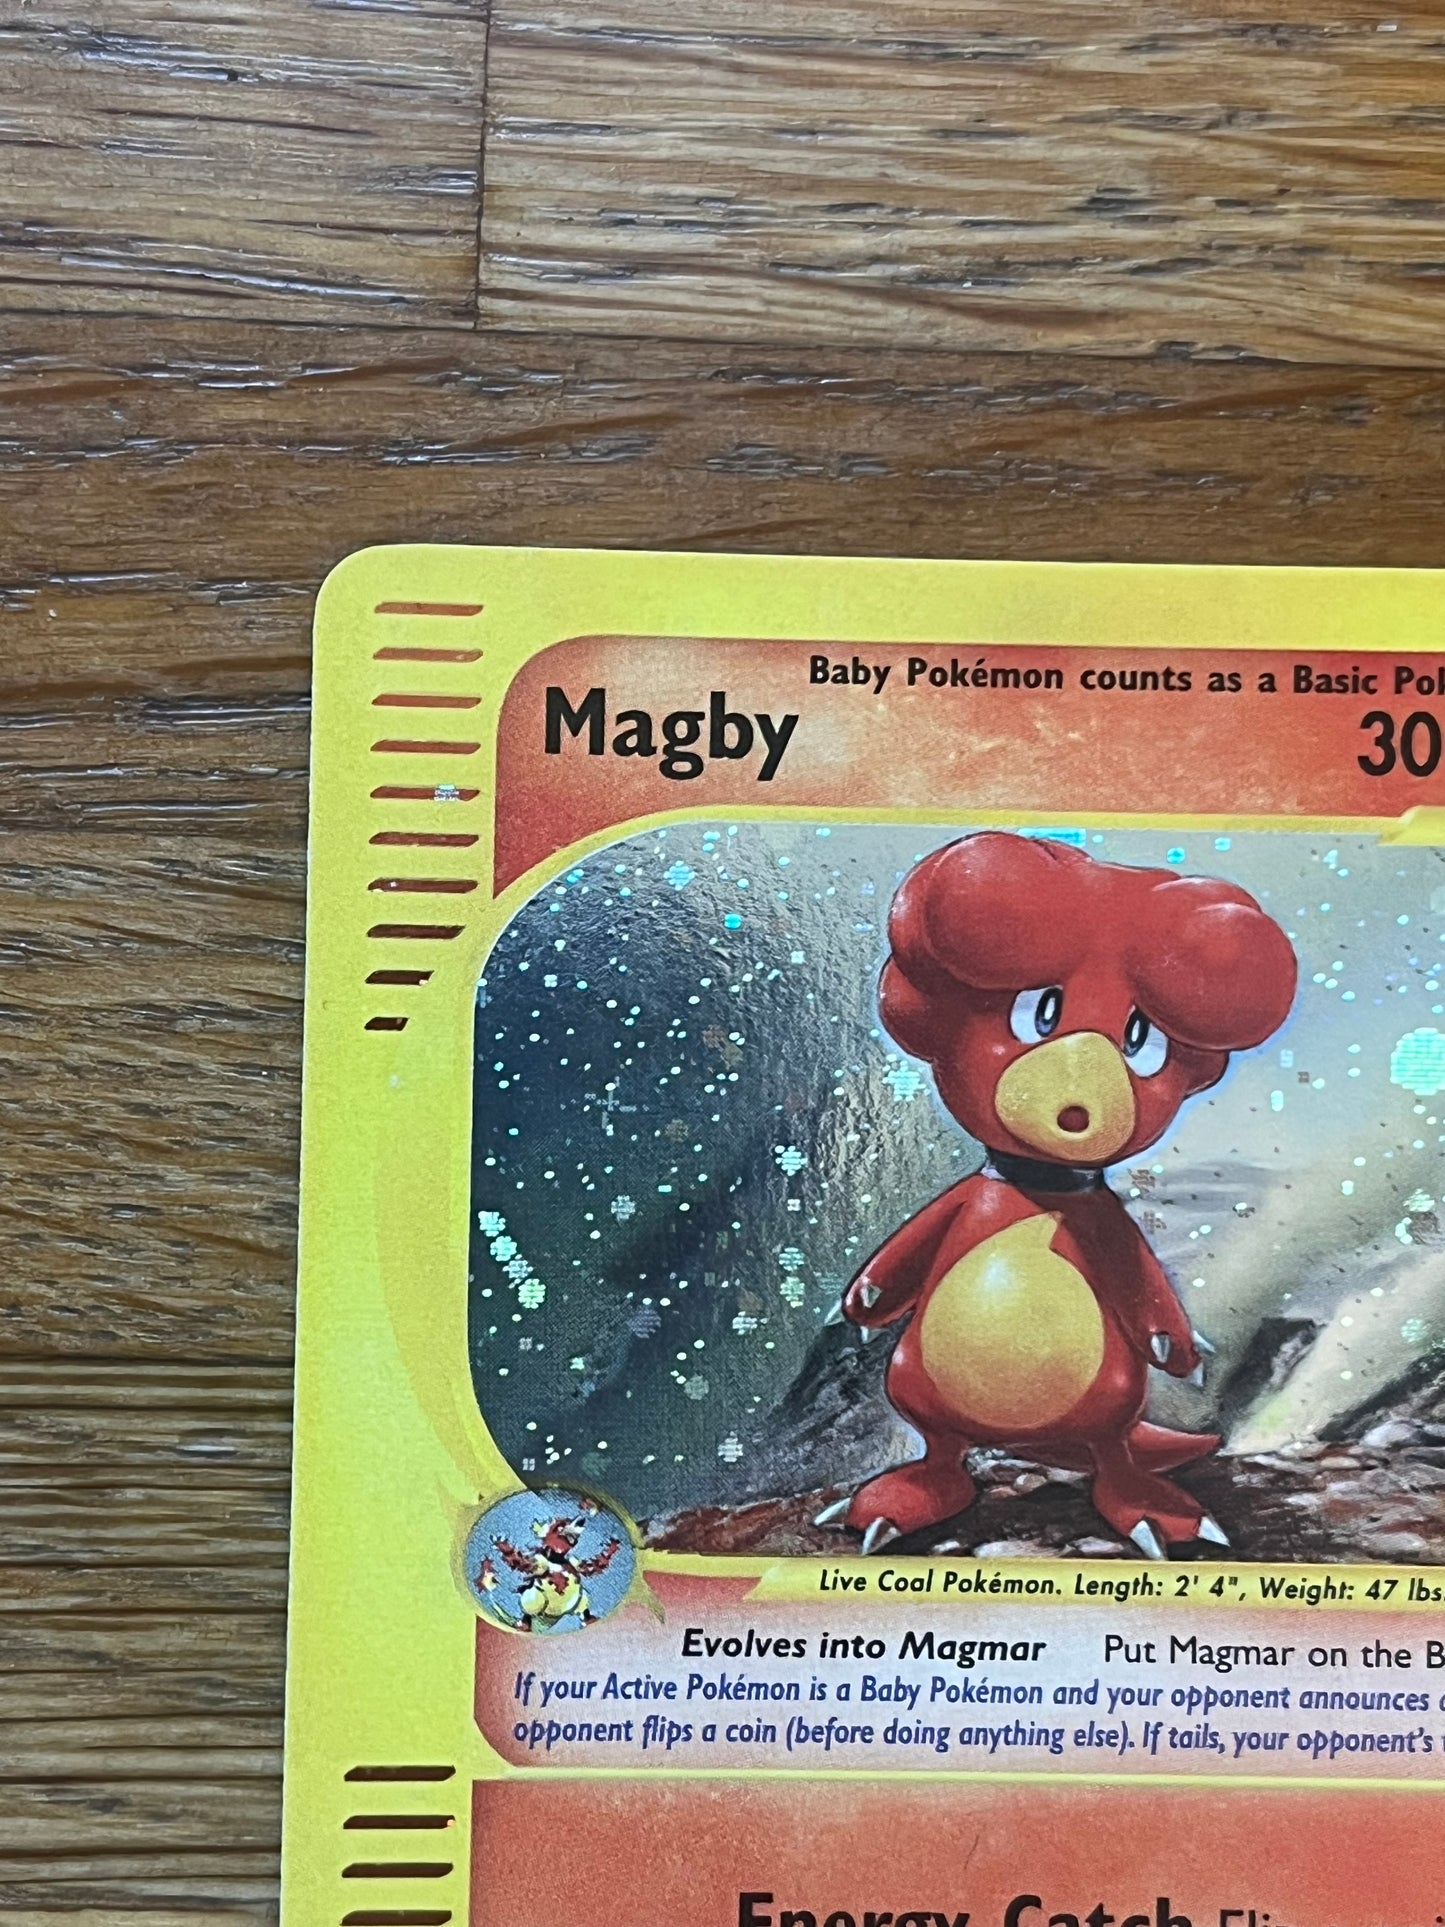 Baby Pokémon counts as a Basic
Magby
30
Live Coal Pokémon. Length: 2' 4", Weight: 47 lbs.
Evolves into Magmar Put Magmar on the
If your Active Pokémon is a Baby Pokémon and your opponent announces
opponent flips a coin (before doing anything else). If tails, your opponent's
Energy Catch